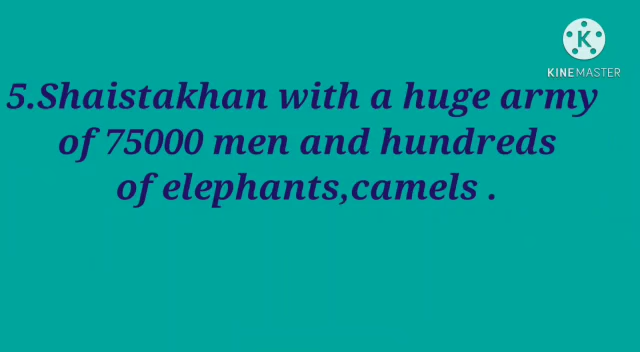 KINEMASTER
5.Shaistakhan with a huge army
of 75000 men and hundreds
of elephants,camels .